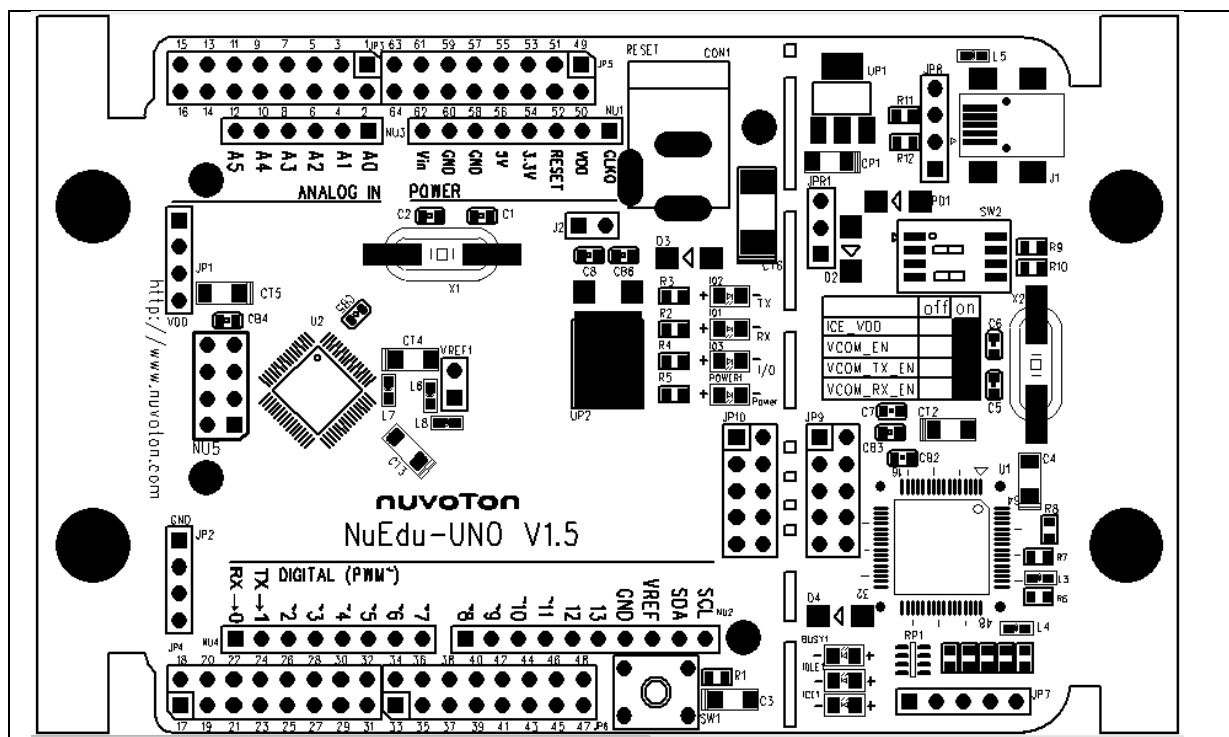 15 13 11 9 7 5 3 1 JP3 63 61 59 57 55 53 51 49 JP5
16 14 12 10 8 6 4 2 64 62 60 58 56 54 52 50 NU1
NU3
A5 A4 A3 A2 A1 A0
Vin GND GND 5V 3.3V RESET VDD CLKO
ANALOG IN POWER
RESET CON1
UP1 JP8 L5
R11
R12
CP1 J1
JPR1 PD1
SW2
C2 C1
J2
JP1
VDD
X1
C8 CB6
D3
CT6
D2
R9
R10
CT5
CB4
U2
CB5
R3 + IO2 - TX
R2 + IO1 - RX
R4 + IO3 - I/O
R5 + POWER1 - Power
off on
ICE_VDD
VCOM_EN
VCOM_TX_EN
VCOM_RX_EN
X2
C6
C5
CT4
VREF1
L6
L7
L8
UP2
CT3
NU5
http://www.nuvoton.com
JP10 JP9
C7 CT2
CB3
CB2
16 U1 C4
64
nuvoTon
NuEdu-UNO V1.5
GND
JP2
R8
R7
L3
R6
32 48
L4
DIGITAL (PWM~)
RX→0 TX→1 ~2 ~3 ~4 ~5 ~6 ~7 ~8 ~9 ~10 ~11 12 13 GND VREF SDA SCL
NU4 NU2
D4
BUSY1
- +
IDLE1
- +
ICE1
- +
RP1
JP7
JP4
18 20 22 24 26 28 30 32 34 36 38 40 42 44 46 48
17 19 21 23 25 27 29 31 33 35 37 39 41 43 45 47 JP6
R1
C3
SW1